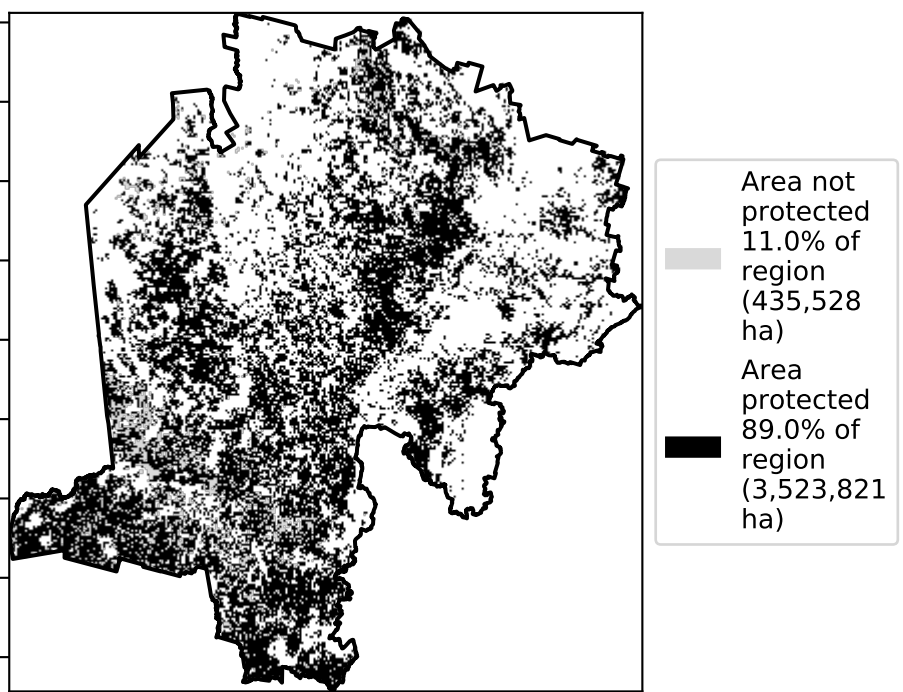 Area not
protected
11.0% of
region
(435,528
ha)
Area
protected
89.0% of
region
(3,523,821
ha)